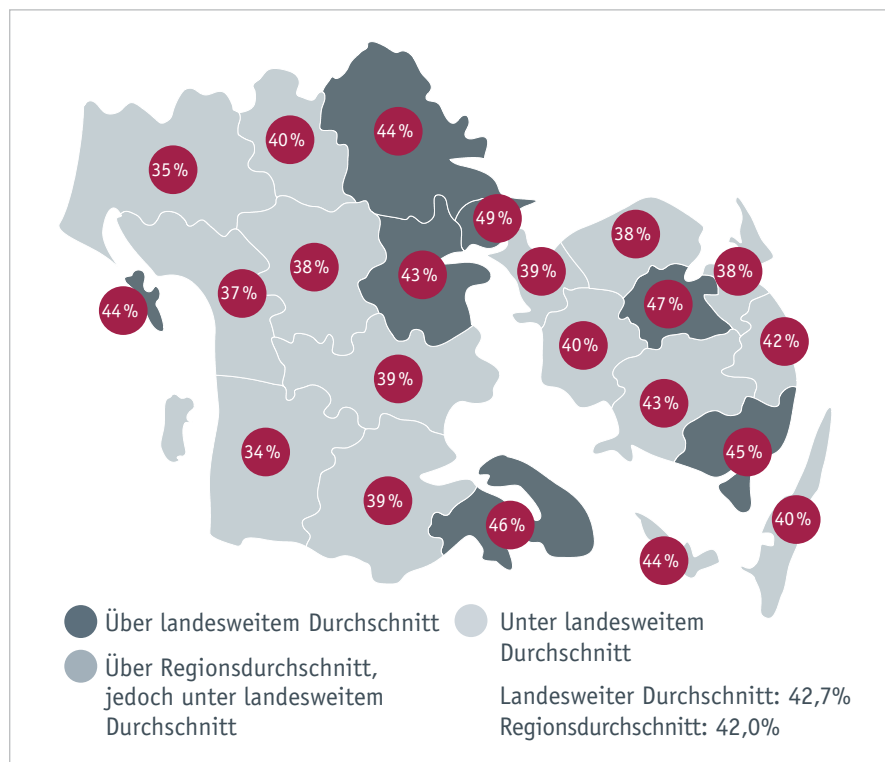 44 %
40 %
35 %
49 %
38 %
38 %
43 %
39 %
38 %
37 %
44 %
47 %
40 %
42 %
39 %
43 %
34 %
45 %
39 %
46 %
40 %
44 %
Über landesweitem Durchschnitt
Über Regionsdurchschnitt,
jedoch unter landesweitem
Durchschnitt
Unter landesweitem
Durchschnitt
Landesweiter Durchschnitt: 42,7%
Regionsdurchschnitt: 42,0%